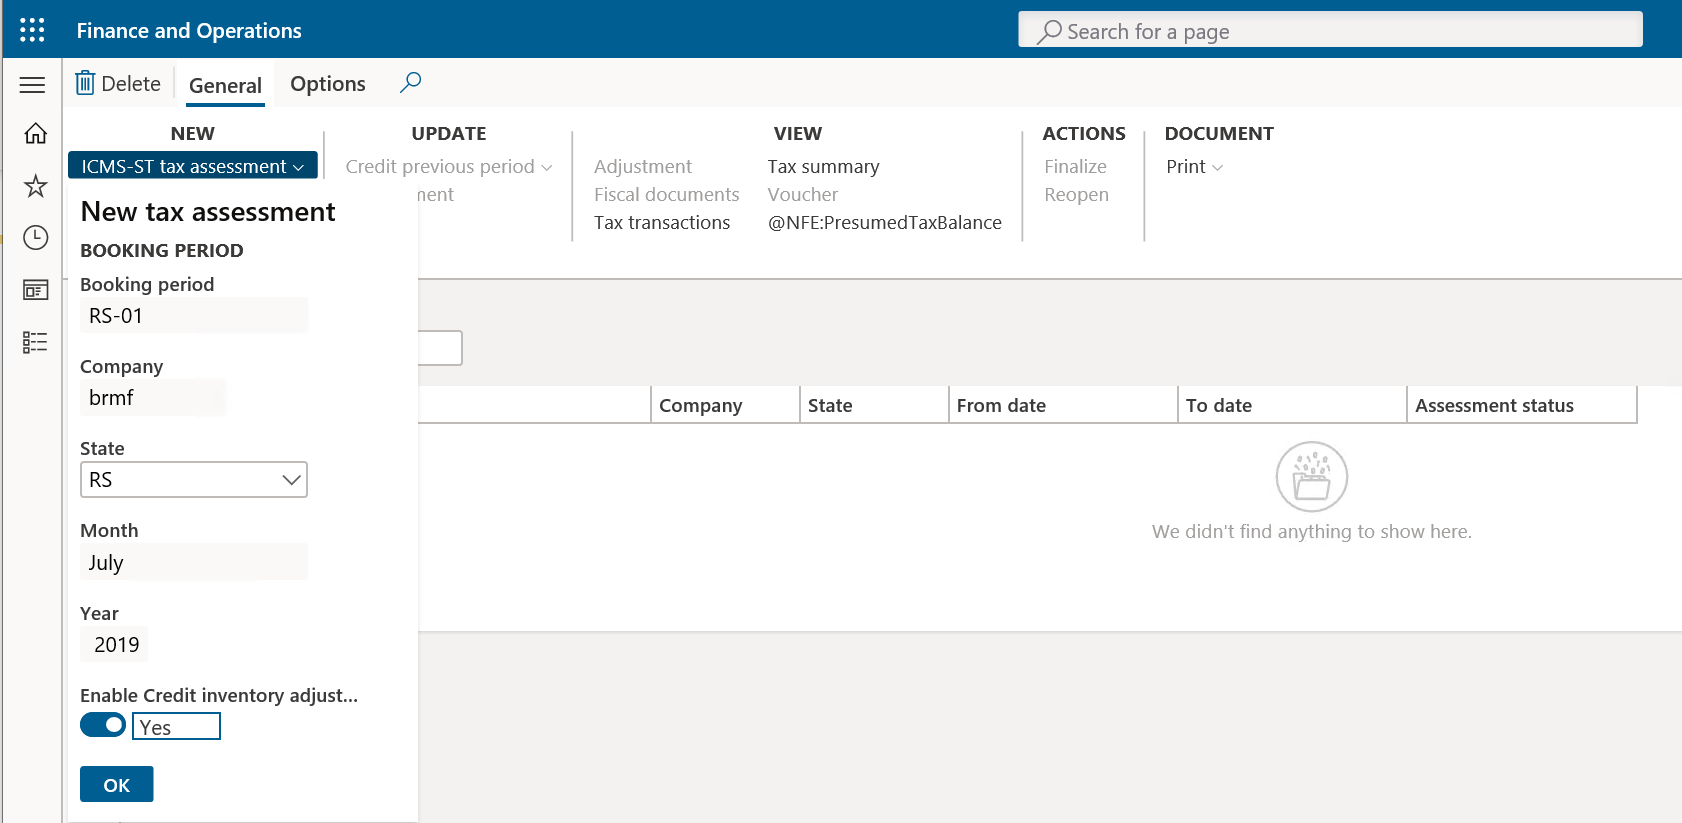 Finance and Operations
Search for a page
Delete
General
Options
NEW
UPDATE
VIEW
ACTIONS
DOCUMENT
ICMS-ST tax assessment
Credit previous period
Adjustment
Tax summary
Finalize
Print
Fiscal documents
Voucher
Reopen
Tax transactions
@NFE:PresumedTaxBalance
New tax assessment
BOOKING PERIOD
Booking period
RS-01
Company
brmf
State
RS
Month
July
Year
2019
Enable Credit inventory adjust...
Yes
OK
Company
State
From date
To date
Assessment status
We didn't find anything to show here.